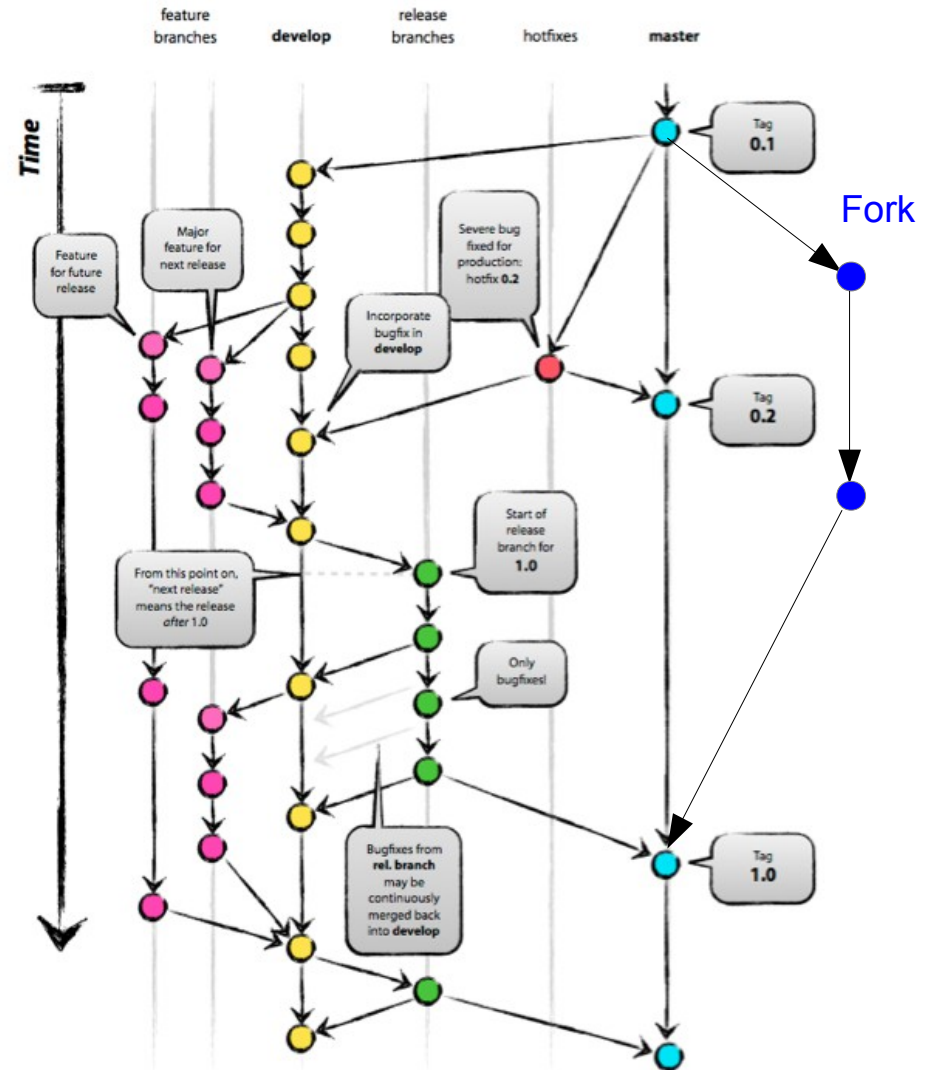 feature
branches
develop
release
branches
hotfixes
master
Time
Tag
0.1
Fork
Feature
for future
release
Major
feature for
next release
Severe bug
fixed for
production:
hotfix 0.2
Incorporate
bugfix in
develop
Tag
0.2
Start of
release
branch for
1.0
From this point on,
“next release”
means the release
after 1.0
Only
bugfixes!
Bugfixes from
rel. branch
may be
continuously
merged back
into develop
Tag
1.0